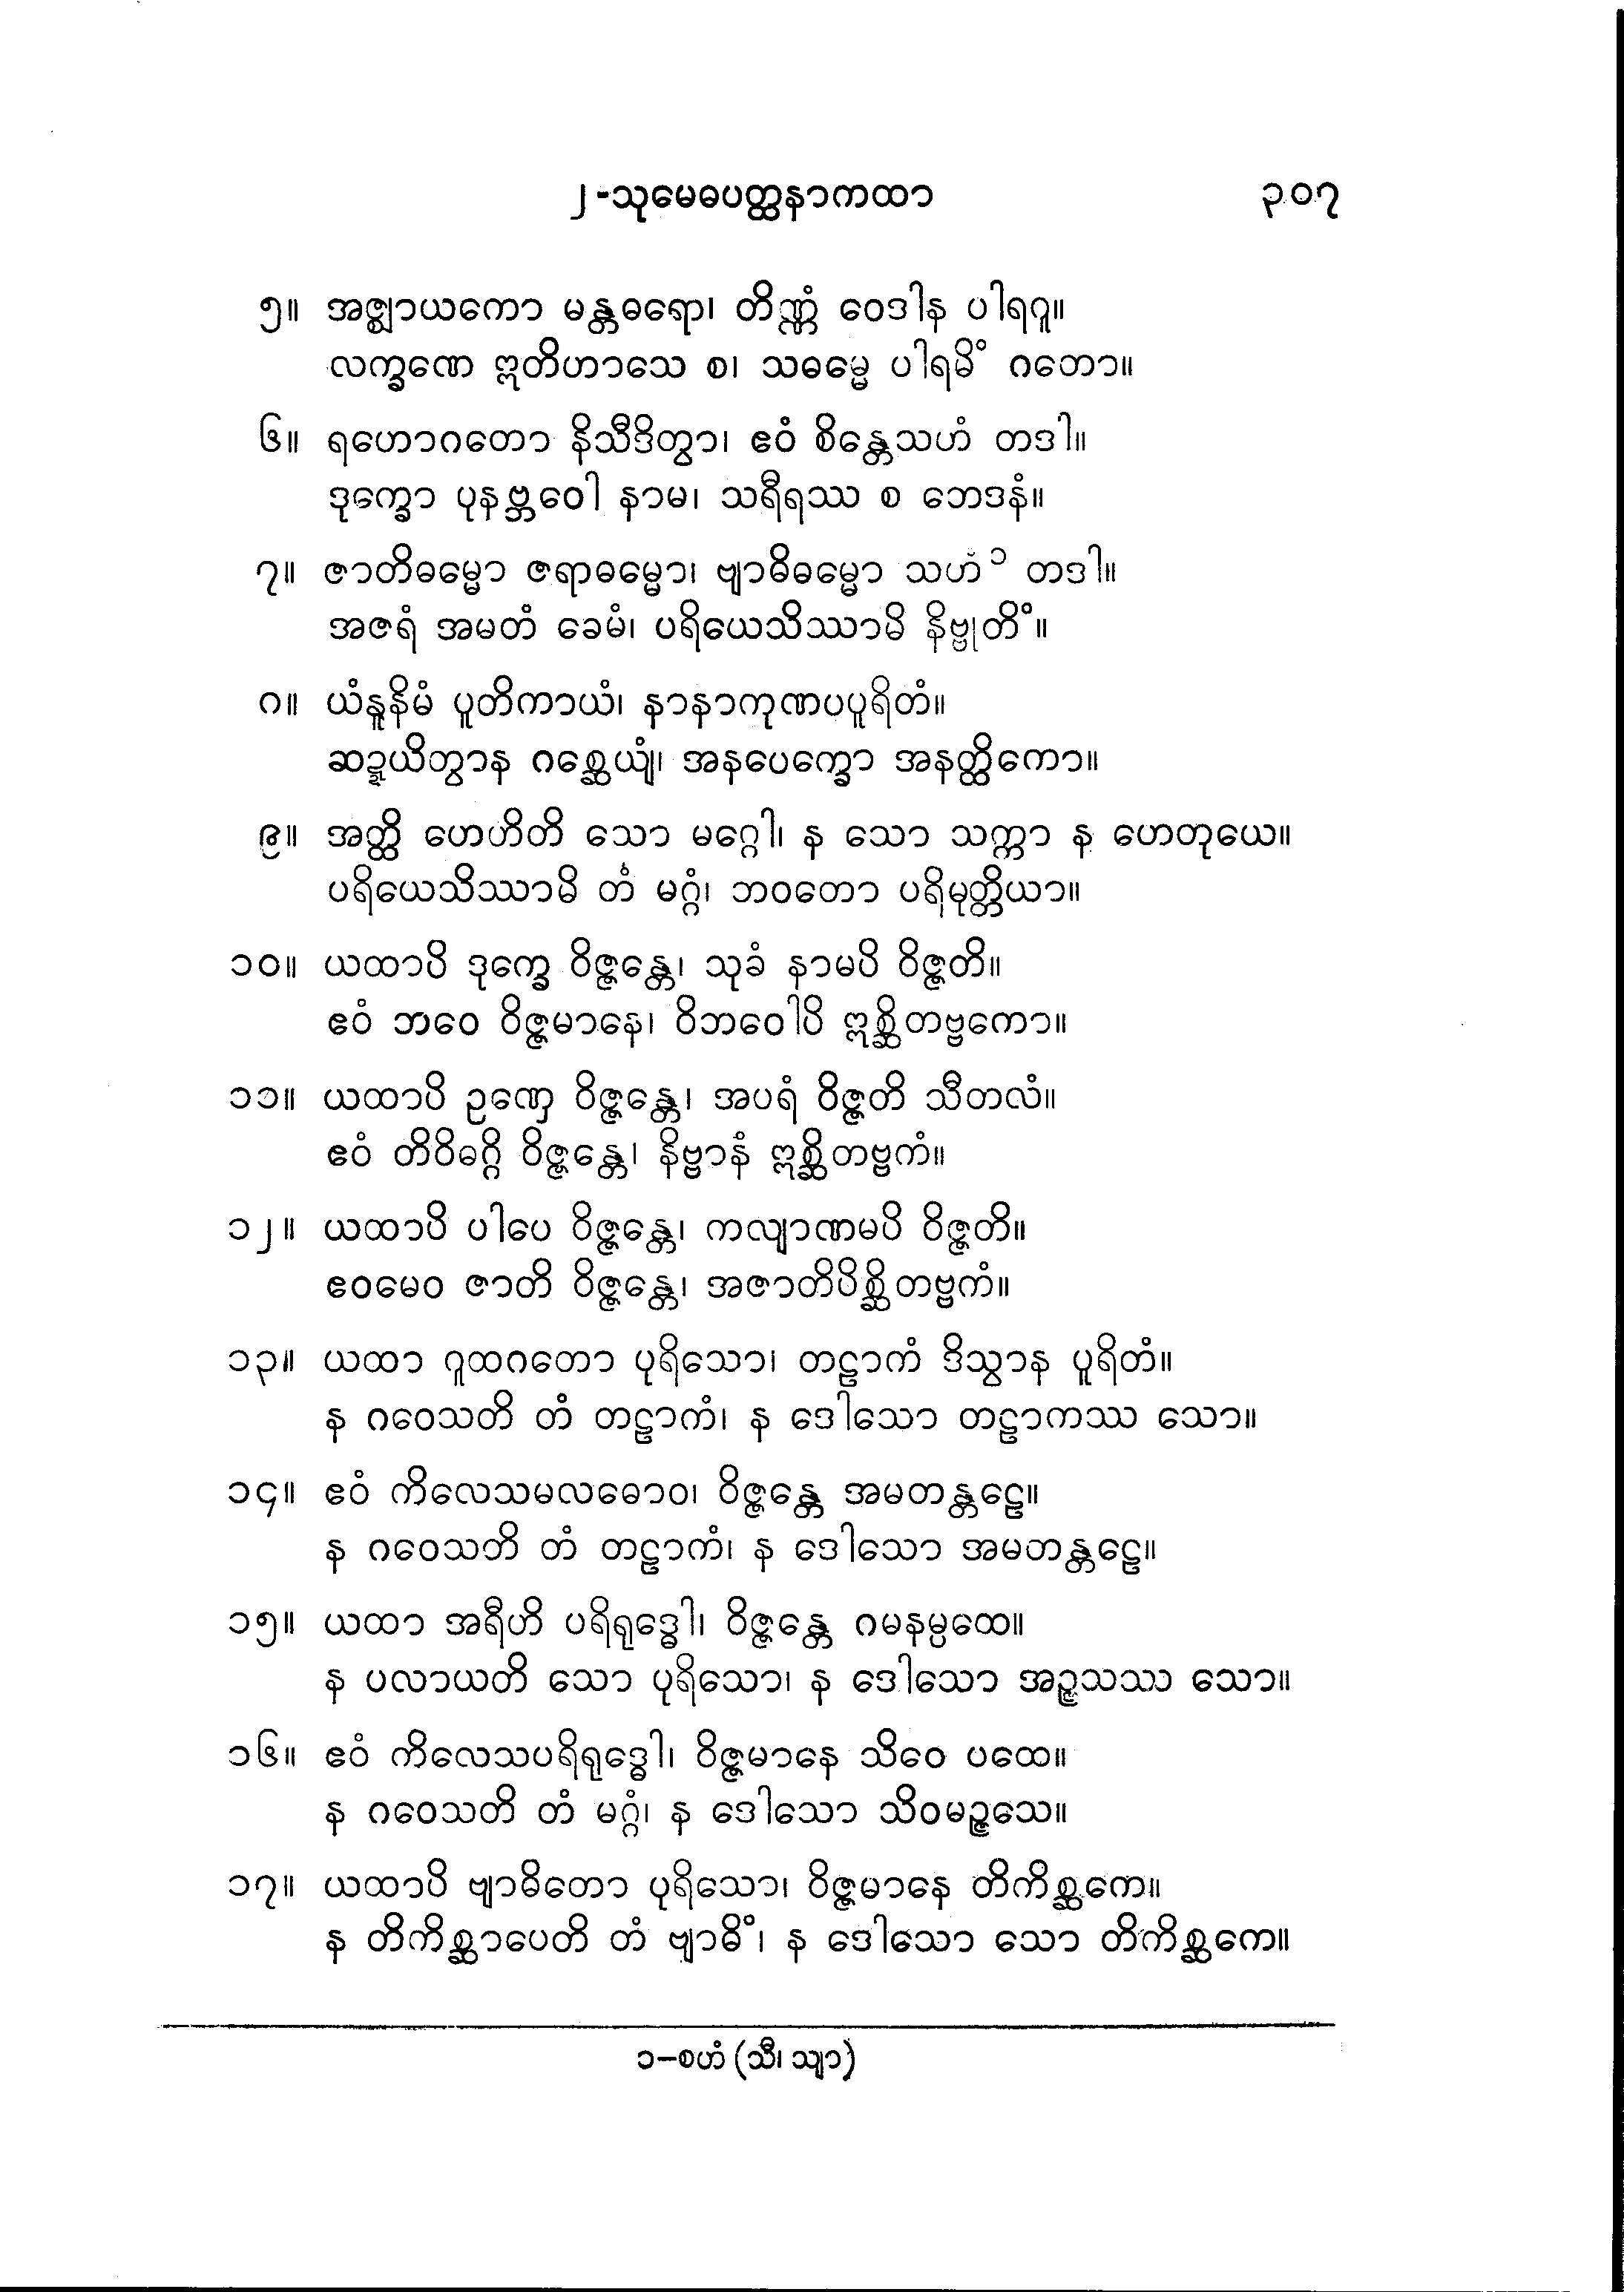 ၂-သုမေဓပတ္ထနာကထာ ၃၀၇
၅။ အဇ္ဈာယကော မန္တဓရော၊ တိဏ္ဏံ ဝေဒါန ပါရဂူ။
လက္ခဏေ ဣတိဟာသေ စ၊ သဓမ္မေ ပါရမိံ ဂတော။
၆။ ရဟောဂတော နိသီဒိတွာ၊ ဧဝံ စိန္တေသဟံ တဒါ။
ဒုက္ခော ပုနဗ္ဘဝေါ နာမ၊ သရီရဿ စ ဘေဒနံ။
၇။ ဇာတိဓမ္မော ဇရာဓမ္မော၊ ဗျာဓိဓမ္မော သဟံ ၁ တဒါ။
အဇရံ အမတံ ခေမံ၊ ပရိယေသိဿာမိ နိဗ္ဗုတိံ။
၈။ ယံနူနိမံ ပူတိကာယံ၊ နာနာကုဏပပူရိတံ။
ဆဍ္ဍယိတွာန ဂစ္ဆေယျံ၊ အနပေက္ခော အနတ္ထိကော။
၉။ အတ္ထိ ဟေဟိတိ သော မဂ္ဂေါ၊ န သော သက္ကာ န ဟေတုယေ။
ပရိယေသိဿာမိ တံ မဂ္ဂံ၊ ဘဝတော ပရိမုတ္တိယာ။
၁၀။ ယထာပိ ဒုက္ခေ ဝိဇ္ဇန္တေ၊ သုခံ နာမပိ ဝိဇ္ဇတိ။
ဧဝံ ဘဝေ ဝိဇ္ဇမာနေ၊ ဝိဘဝေါပိ ဣစ္ဆိတဗ္ဗကော။
၁၁။ ယထာပိ ဥဏှေ ဝိဇ္ဇန္တေ၊ အပရံ ဝိဇ္ဇတိ သီတလံ။
ဧဝံ တိဝိဓဂ္ဂိ ဝိဇ္ဇန္တေ၊ နိဗ္ဗာနံ ဣစ္ဆိတဗ္ဗကံ။
၁၂။ ယထာပိ ပါပေ ဝိဇ္ဇန္တေ၊ ကလျာဏမပိ ဝိဇ္ဇတိ။
ဧဝမေဝ ဇာတိ ဝိဇ္ဇန္တေ၊ အဇာတိပိစ္ဆိတဗ္ဗကံ။
၁၃။ ယထာ ဂူထဂတော ပုရိသော၊ တဠာကံ ဒိသွာန ပူရိတံ။
န ဂဝေသတိ တံ တဠာကံ၊ န ဒေါသော တဠာကဿ သော။
၁၄။ ဧဝံ ကိလေသမလဓောဝ၊ ဝိဇ္ဇန္တေ အမတန္တဠေ။
န ဂဝေသတိ တံ တဠာကံ၊ န ဒေါသော အမတန္တဠေ။
၁၅။ ယထာ အရီဟိ ပရိရုဒ္ဓေါ၊ ဝိဇ္ဇန္တေ ဂမနမ္ပထေ။
န ပလာယတိ သော ပုရိသော၊ န ဒေါသော အဉ္ဇသဿ သော။
၁၆။ ဧဝံ ကိလေသပရိရုဒ္ဓေါ၊ ဝိဇ္ဇမာနေ သိဝေ ပထေ။
န ဂဝေသတိ တံ မဂ္ဂံ၊ န ဒေါသော သိဝမဉ္ဇသေ။
၁၇။ ယထာပိ ဗျာဓိတော ပုရိသော၊ ဝိဇ္ဇမာနေ တိကိစ္ဆကေ။
န တိကိစ္ဆာပေတိ တံ ဗျာဓိံ၊ န ဒေါသော သော တိကိစ္ဆကေ။
၁–စဟံ (သီ၊ သျာ)